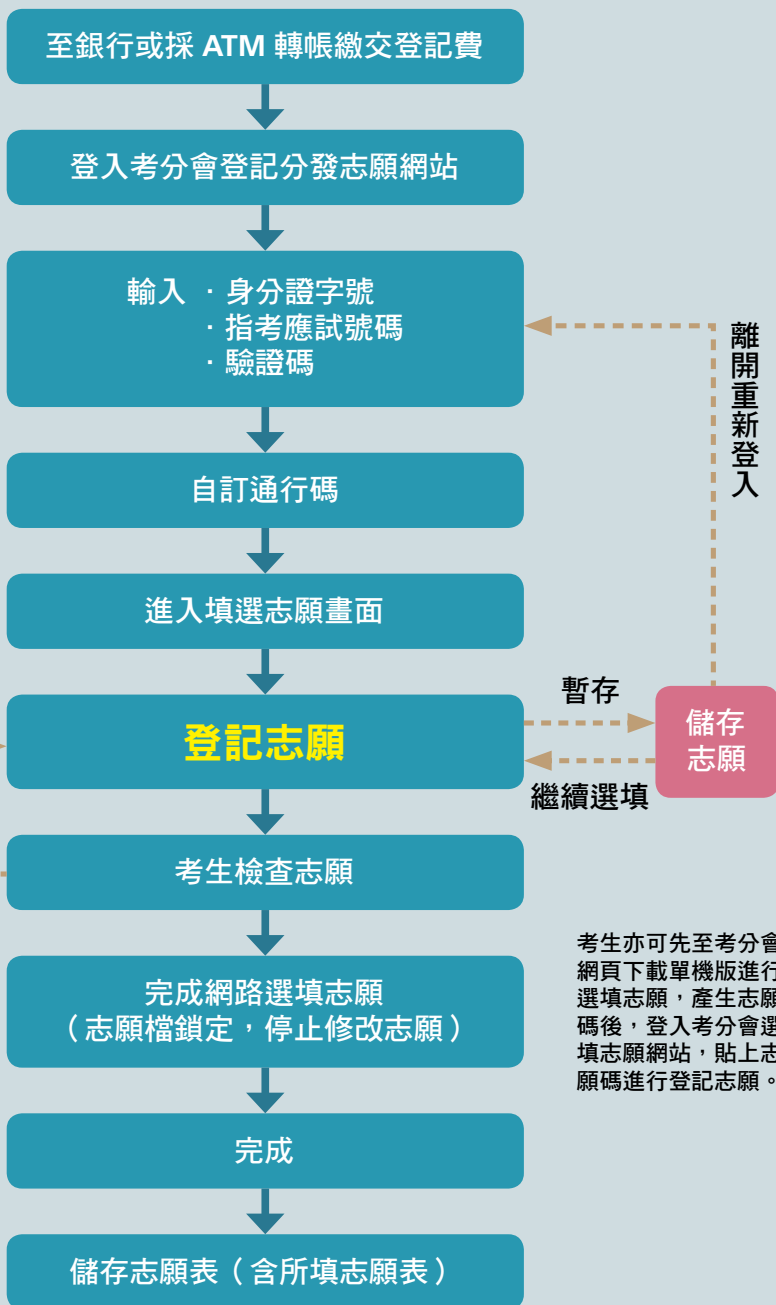 至銀行或採 ATM 轉帳繳交登記費
登入考分會登記分發志願網站
輸入 ‧身分證字號
‧指考應試號碼
‧驗證碼
自訂通行碼
進入填選志願畫面
登記志願
暫存
儲存
志願
繼續選填
離開重新登入
考生檢查志願
完成網路選填志願
（志願檔鎖定，停止修改志願）
完成
儲存志願表（含所填志願表）
考生亦可先至考分會
網頁下載單機版進行
選填志願，產生志願
碼後，登入考分會選
填志願網站，貼上志
願碼進行登記志願。